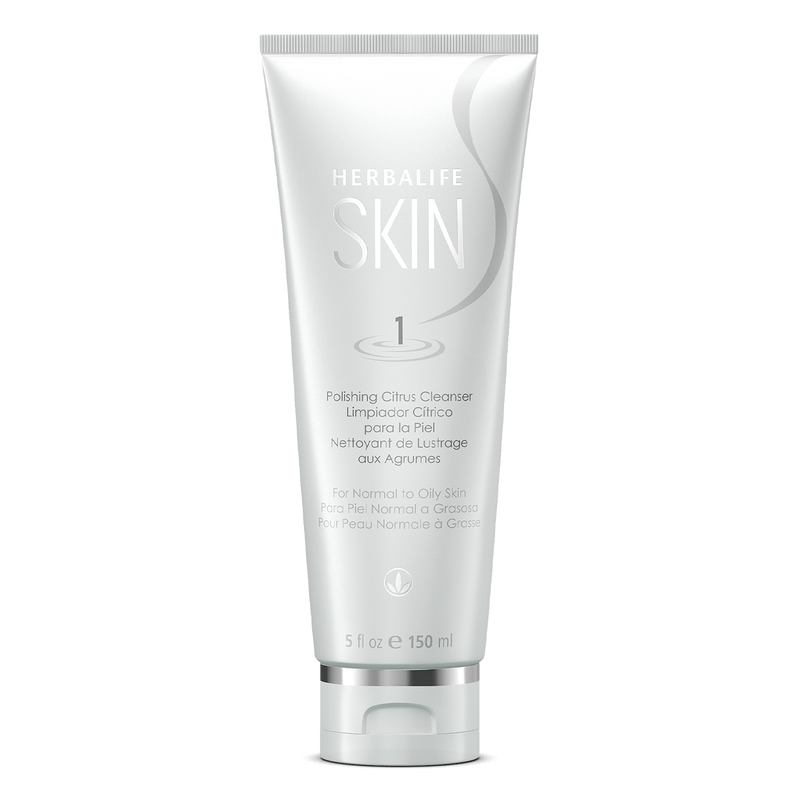 HERBALIFE
SKIN
1
Polishing Citrus Cleanser
Limpiador Cítrico
para la Piel
Nettoyant de Lustrage
aux Agrumes
For Normal to Oily Skin
Para Piel Normal a Grasosa
Pour Peau Normale à Grasse
5 fl oz ℮ 150 ml